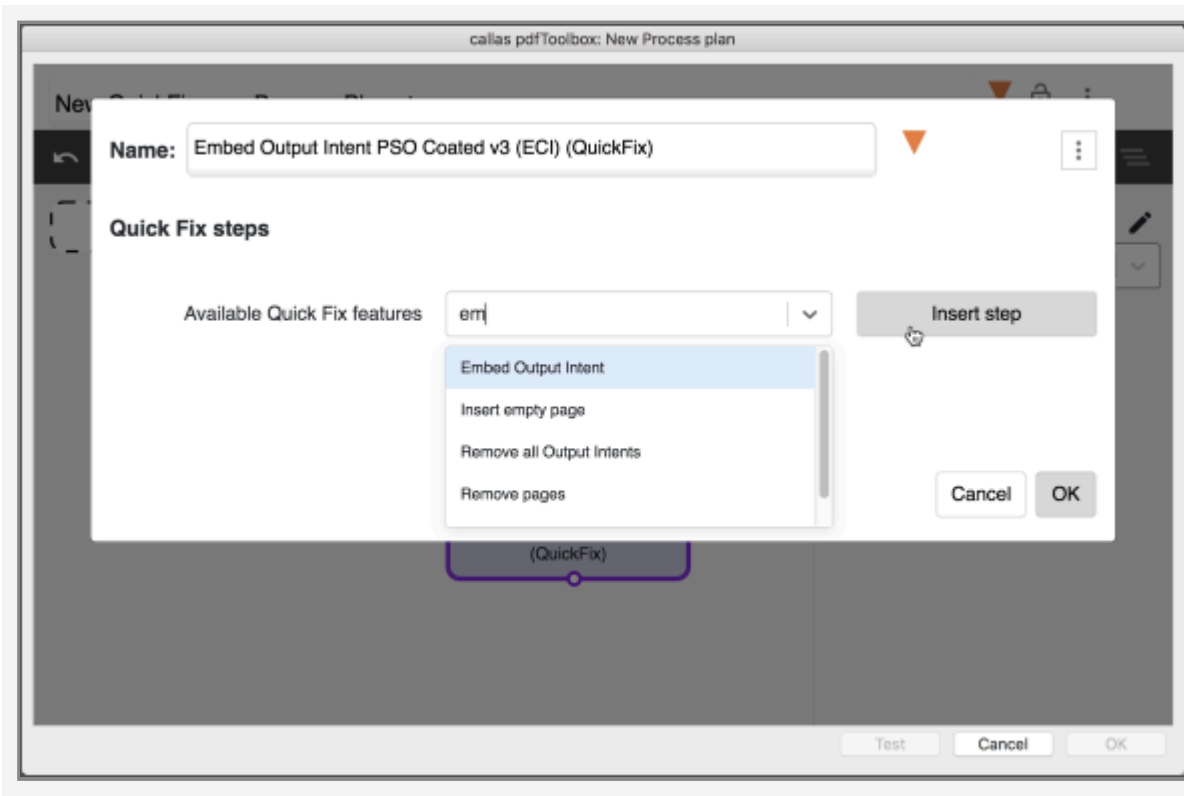 callas pdfToolbox: New Process plan
New
Name: Embed Output Intent PSO Coated v3 (ECI) (QuickFix)
Quick Fix steps
Available Quick Fix features em Insert step
Embed Output Intent
Insert empty page
Remove all Output Intents
Remove pages
Cancel OK
(QuickFix)
Test Cancel OK